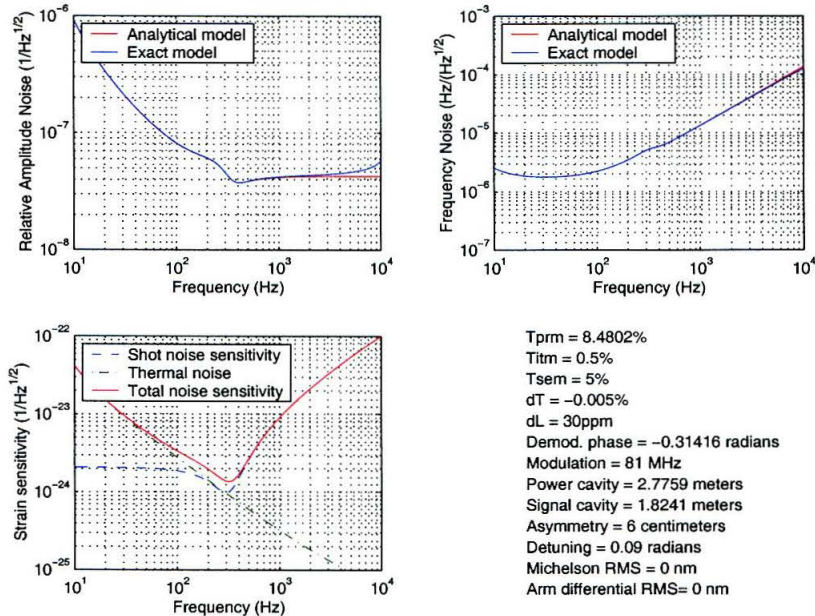 10^-6
10^-7
10^-8
Relative Amplitude Noise (1/Hz^1/2)
Analytical model
Exact model
10^1 10^2 10^3 10^4
Frequency (Hz)
10^-3
10^-4
10^-5
10^-6
10^-7
Frequency Noise (Hz/(Hz^1/2)
Analytical model
Exact model
10^1 10^2 10^3 10^4
Frequency (Hz)
10^-22
10^-23
10^-24
10^-25
Strain sensitivity (1/Hz^1/2)
Shot noise sensitivity
Thermal noise
Total noise sensitivity
10^1 10^2 10^3 10^4
Frequency (Hz)
Tprm = 8.4802%
Titm = 0.5%
Tsem = 5%
dT = −0.005%
dL = 30ppm
Demod. phase = −0.31416 radians
Modulation = 81 MHz
Power cavity = 2.7759 meters
Signal cavity = 1.8241 meters
Asymmetry = 6 centimeters
Detuning = 0.09 radians
Michelson RMS = 0 nm
Arm differential RMS= 0 nm